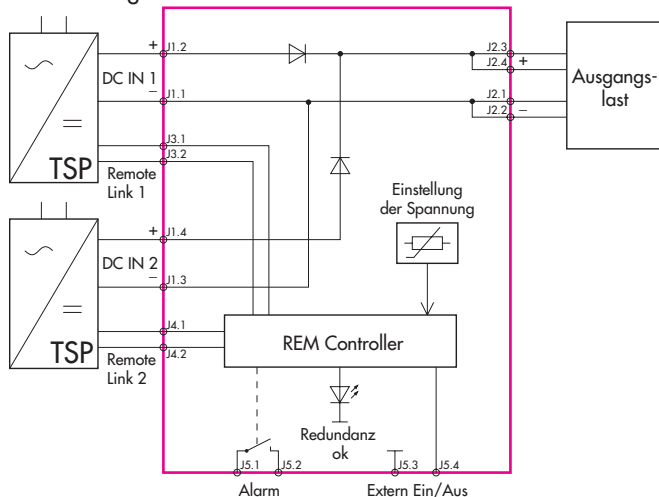 +
J1.2
DC IN 1
−
J1.1
J3.1
J3.2
TSP
Remote
Link 1
J2.3
J2.4
+
J2.1
J2.2
−
Ausgangs-
last
Einstellung
der Spannung
+
J1.4
DC IN 2
−
J1.3
J4.1
J4.2
TSP
Remote
Link 2
REM Controller
Redundanz
ok
J5.1
J5.2
J5.3
J5.4
Alarm
Extern Ein/Aus